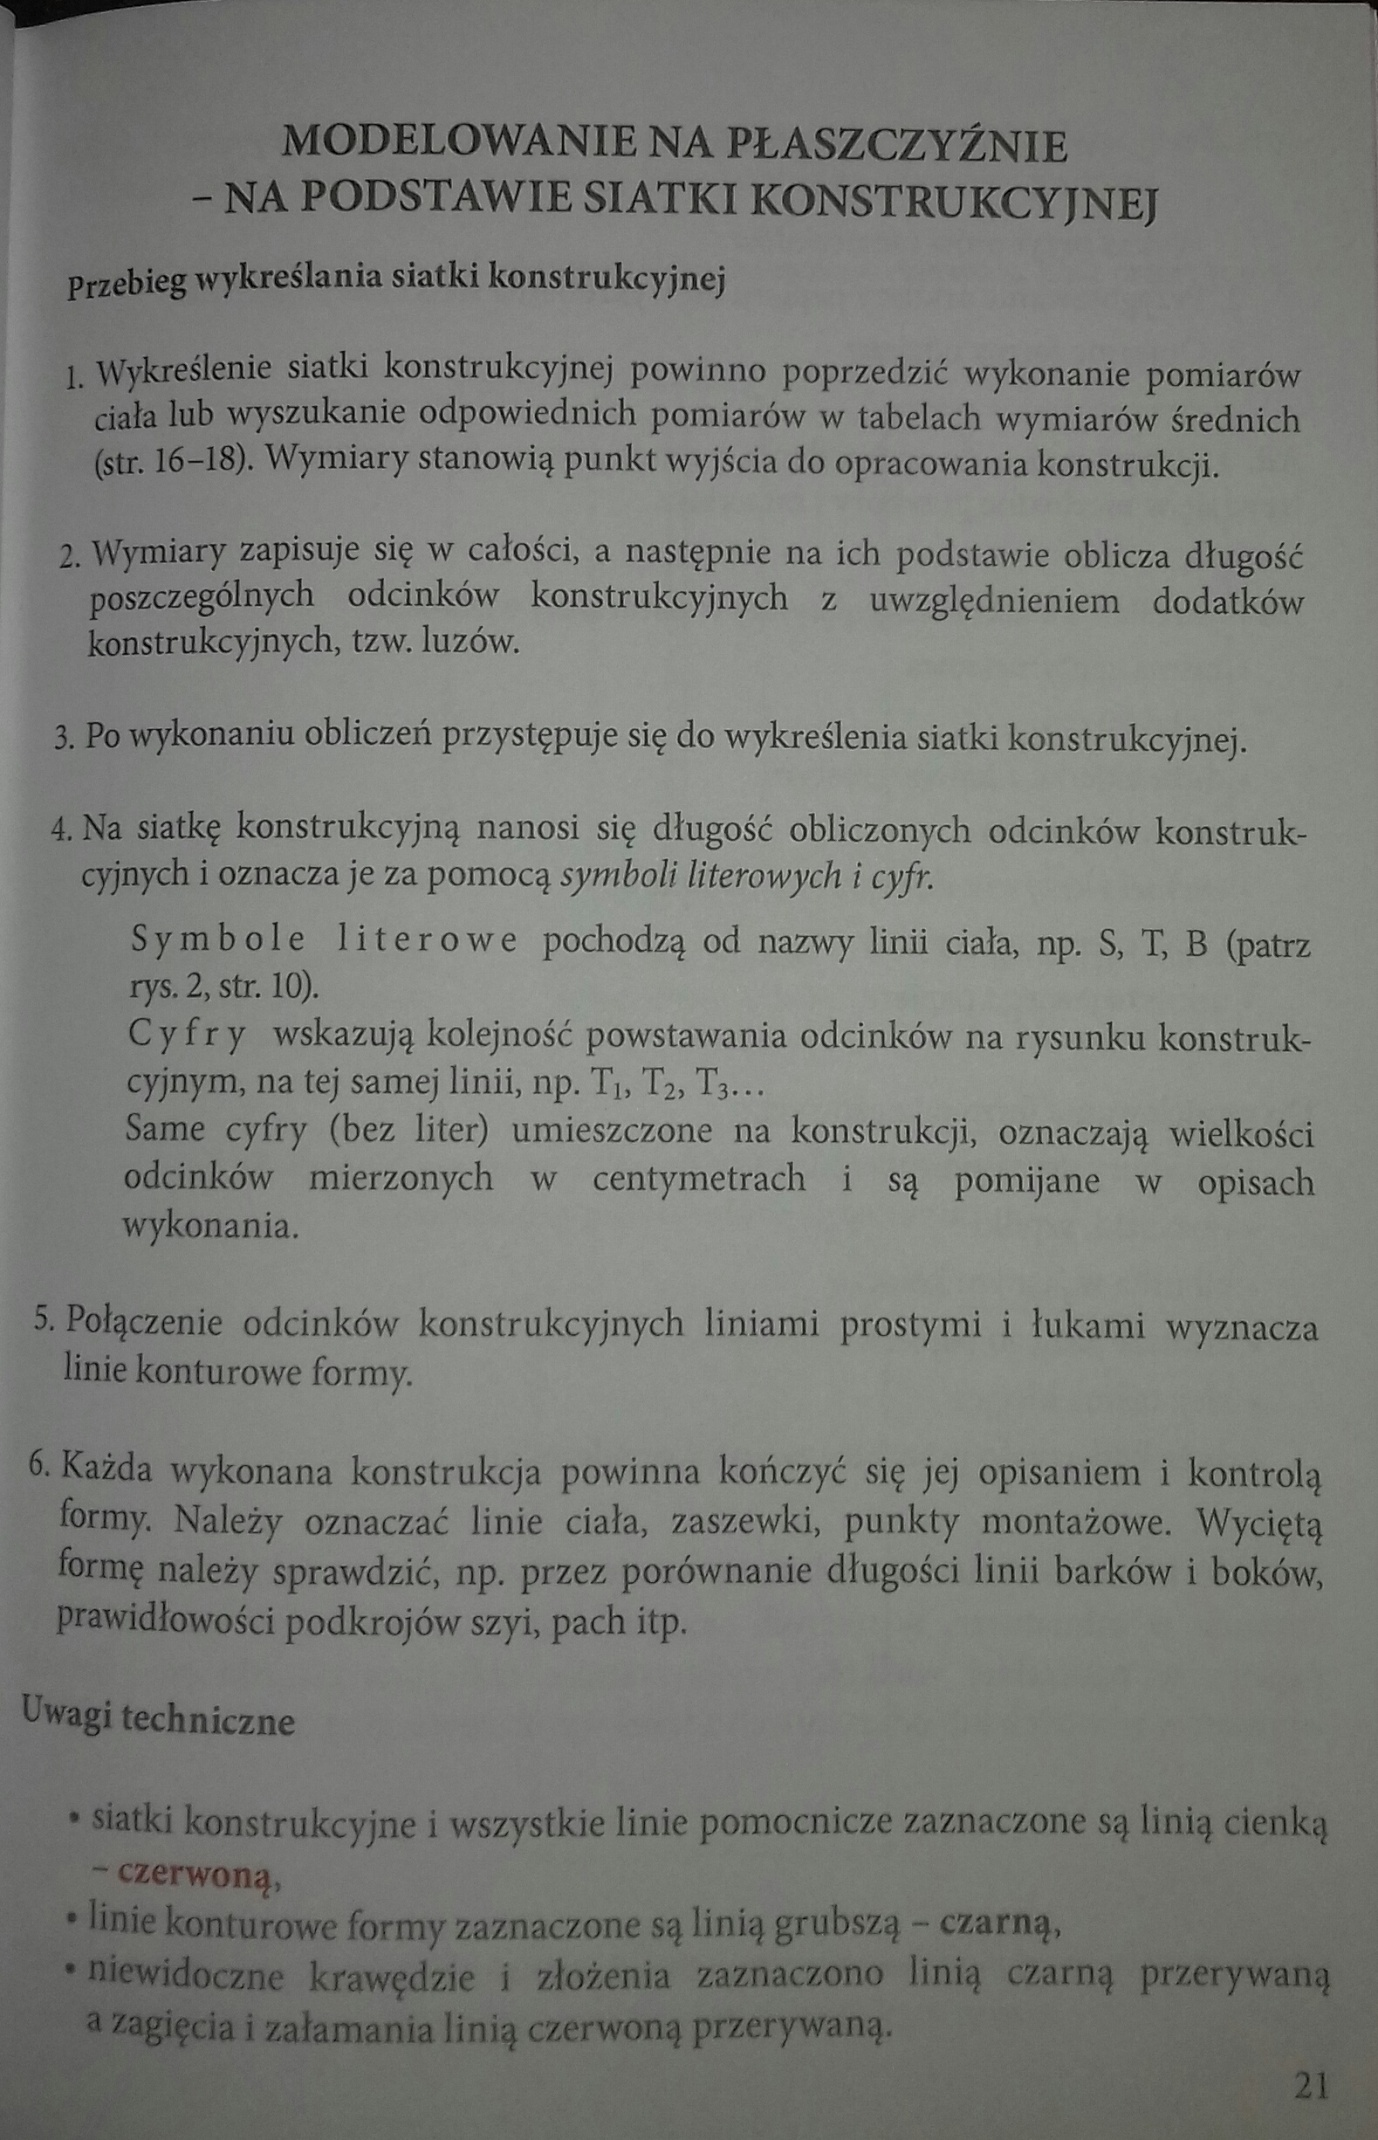 MODELOWANIE NA PŁASZCZYŹNIE
– NA PODSTAWIE SIATKI KONSTRUKCYJNEJ
Przebieg wykreślania siatki konstrukcyjnej
1. Wykreślenie siatki konstrukcyjnej powinno poprzedzić wykonanie pomiarów
ciała lub wyszukanie odpowiednich pomiarów w tabelach wymiarów średnich
(str. 16–18). Wymiary stanowią punkt wyjścia do opracowania konstrukcji.
2. Wymiary zapisuje się w całości, a następnie na ich podstawie oblicza długość
poszczególnych odcinków konstrukcyjnych z uwzględnieniem dodatków
konstrukcyjnych, tzw. luzów.
3. Po wykonaniu obliczeń przystępuje się do wykreślenia siatki konstrukcyjnej.
4. Na siatkę konstrukcyjną nanosi się długość obliczonych odcinków konstruk-
cyjnych i oznacza je za pomocą symboli literowych i cyfr.
Symbole literowe pochodzą od nazwy linii ciała, np. S, T, B (patrz
rys. 2, str. 10).
Cyfry wskazują kolejność powstawania odcinków na rysunku konstruk-
cyjnym, na tej samej linii, np. T₁, T₂, T₃...
Same cyfry (bez liter) umieszczone na konstrukcji, oznaczają wielkości
odcinków mierzonych w centymetrach i są pomijane w opisach
wykonania.
5. Połączenie odcinków konstrukcyjnych liniami prostymi i łukami wyznacza
linie konturowe formy.
6. Każda wykonana konstrukcja powinna kończyć się jej opisaniem i kontrolą
formy. Należy oznaczać linie ciała, zaszewki, punkty montażowe. Wyciętą
formę należy sprawdzić, np. przez porównanie długości linii barków i boków,
prawidłowości podkrojów szyi, pach itp.
Uwagi techniczne
• siatki konstrukcyjne i wszystkie linie pomocnicze zaznaczone są linią cienką
– czerwoną,
• linie konturowe formy zaznaczone są linią grubszą – czarną,
• niewidoczne krawędzie i złożenia zaznaczono linią czarną przerywaną
a zagięcia i załamania linią czerwoną przerywaną.
21